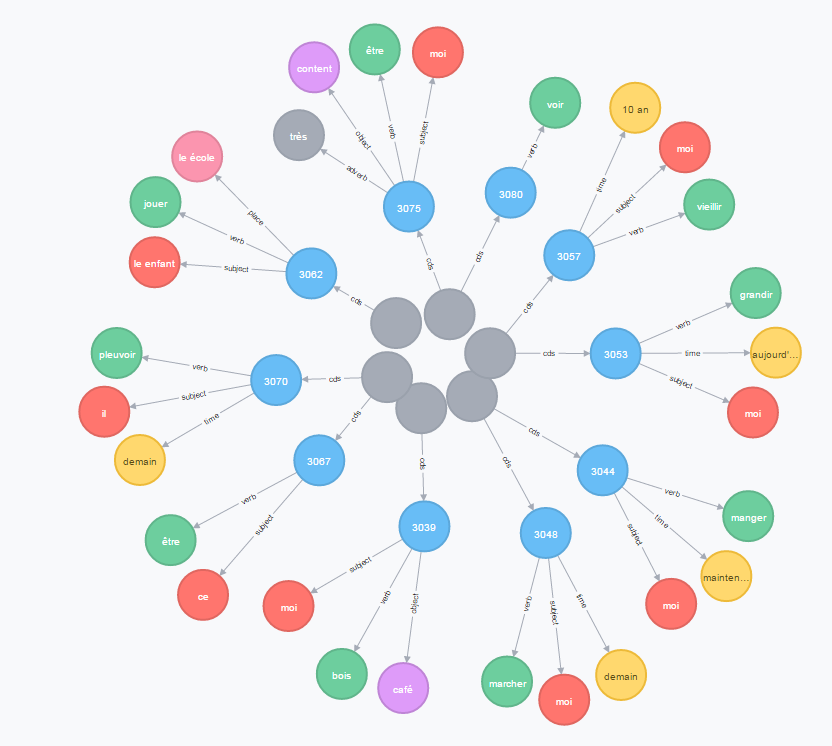 être
moi
content
voir
10 an
très
adverb
object
verb
subject
verb
moi
le école
time
subject
vieillir
verb
3080
jouer
place
3075
verb
3057
le enfant
subject
3062
cds
cds
cds
cds
grandir
verb
pleuvoir
verb
3070
cds
cds
3053
time
aujourd'...
subject
moi
il
subject
time
demain
cds
cds
cds
cds
3067
3044
verb
manger
verb
subject
time
subject
mainten...
être
ce
3039
3048
moi
subject
verb
object
verb
subject
time
moi
bois
café
marcher
moi
demain